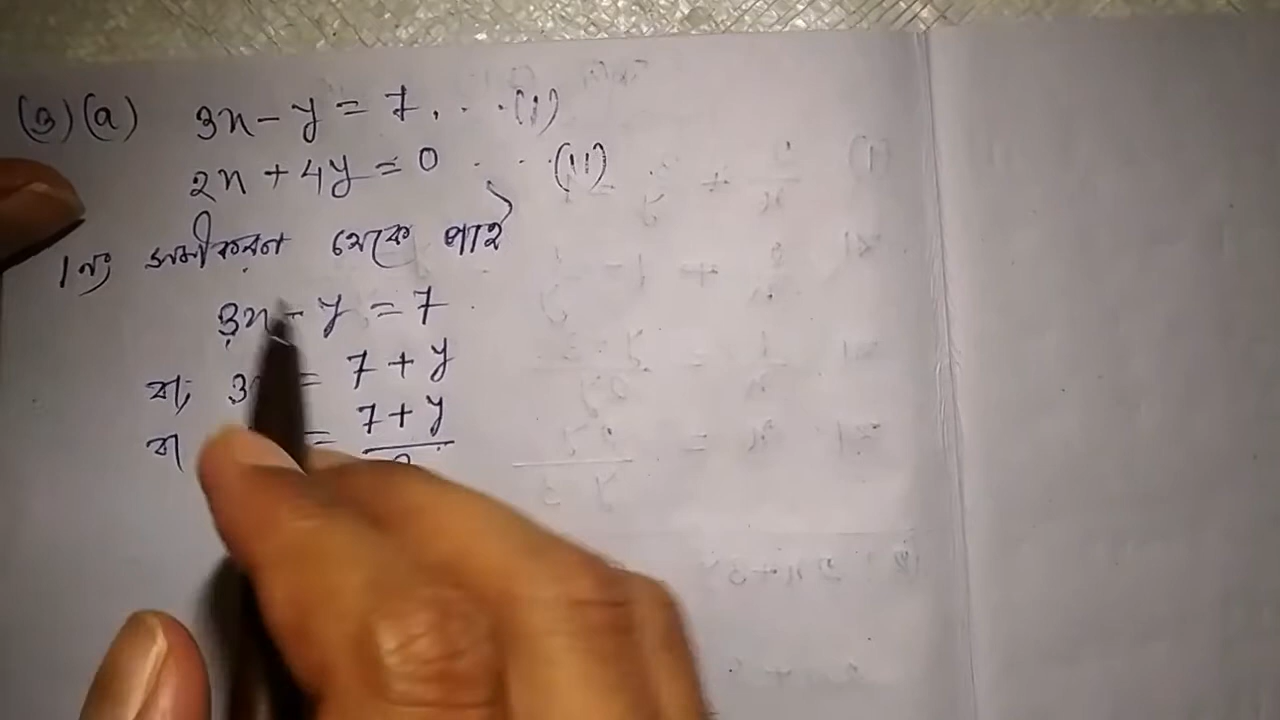 (3)(a) 3x - y = 7 . . . (I)
2x + 4y = 0 . . . (II)
1নং সমীকরণ থেকে পাই
3x - y = 7
বা, 3x = 7 + y
বা = 7 + y